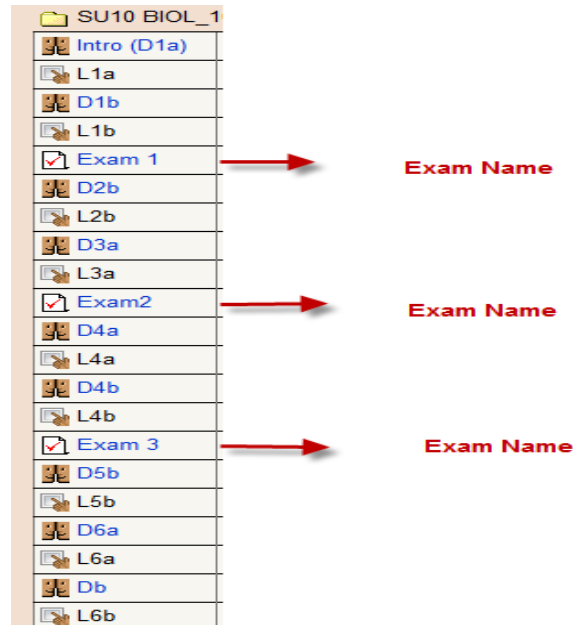 SU10 BIOL_1
Intro (D1a)
L1a
D1b
L1b
Exam 1 Exam Name
D2b
L2b
D3a
L3a
Exam2 Exam Name
D4a
L4a
D4b
L4b
Exam 3 Exam Name
D5b
L5b
D6a
L6a
Db
L6b